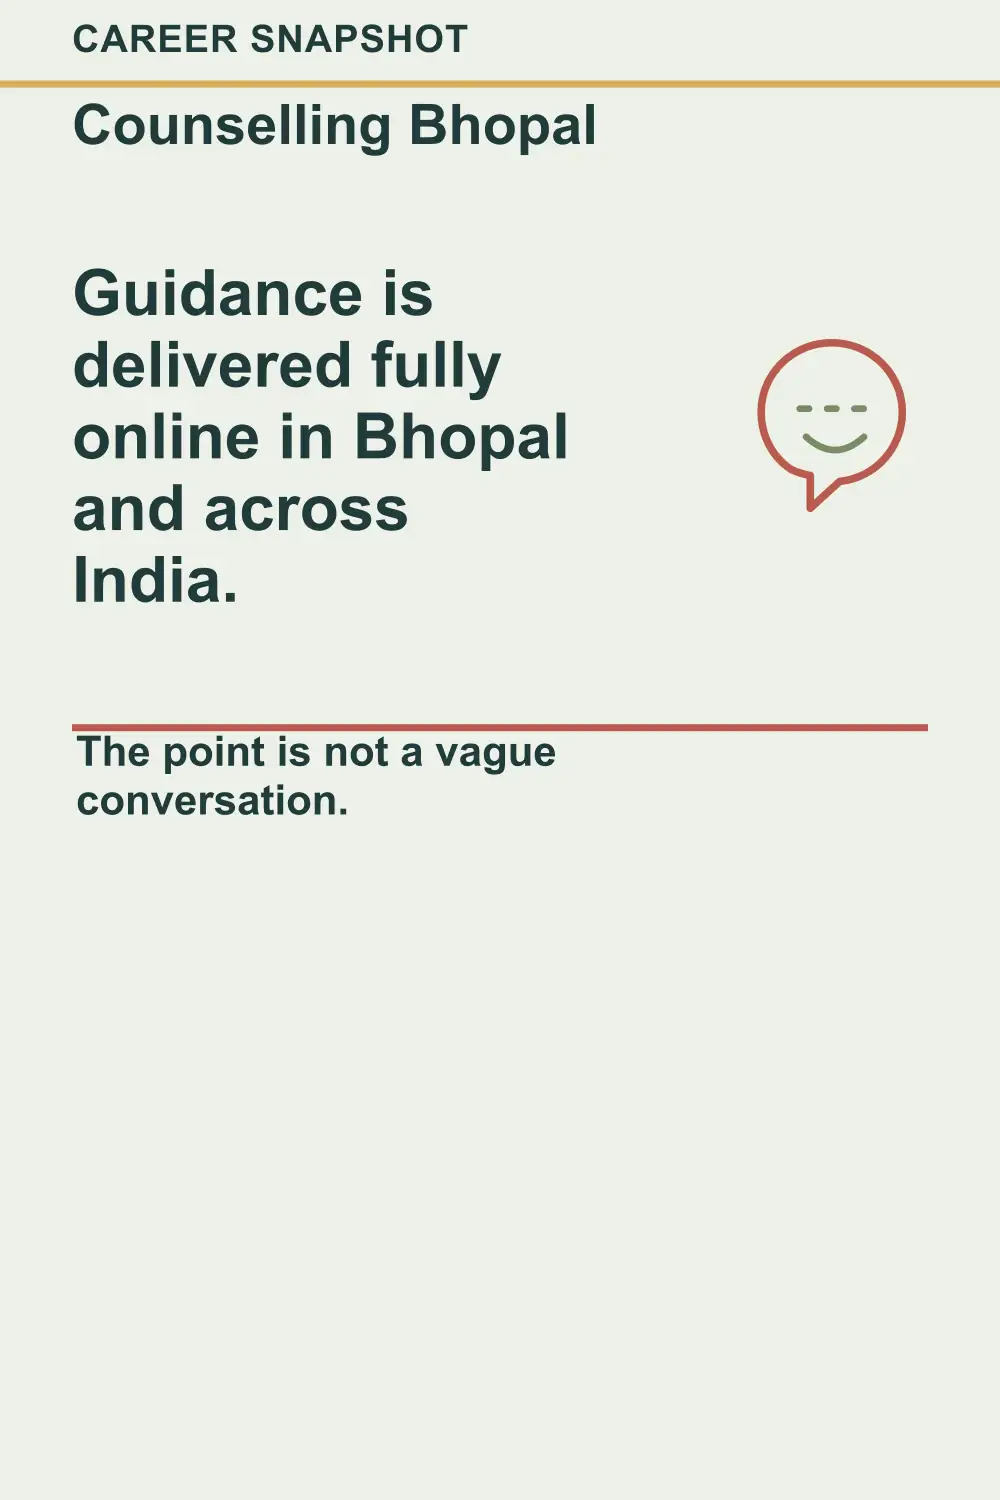 CAREER SNAPSHOT
Counselling Bhopal
Guidance is
delivered fully
online in Bhopal
and across
India.
The point is not a vague
conversation.